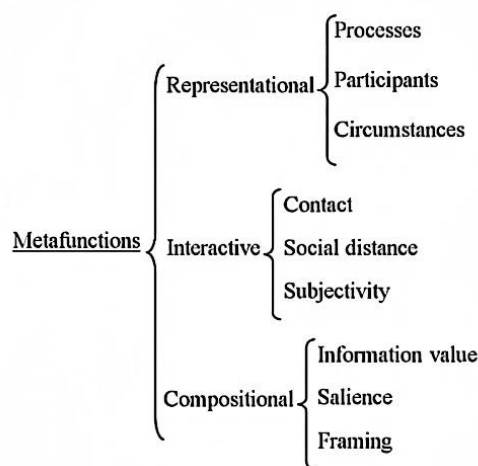 Metafunctions
Representational
Processes
Participants
Circumstances
Interactive
Contact
Social distance
Subjectivity
Compositional
Information value
Salience
Framing